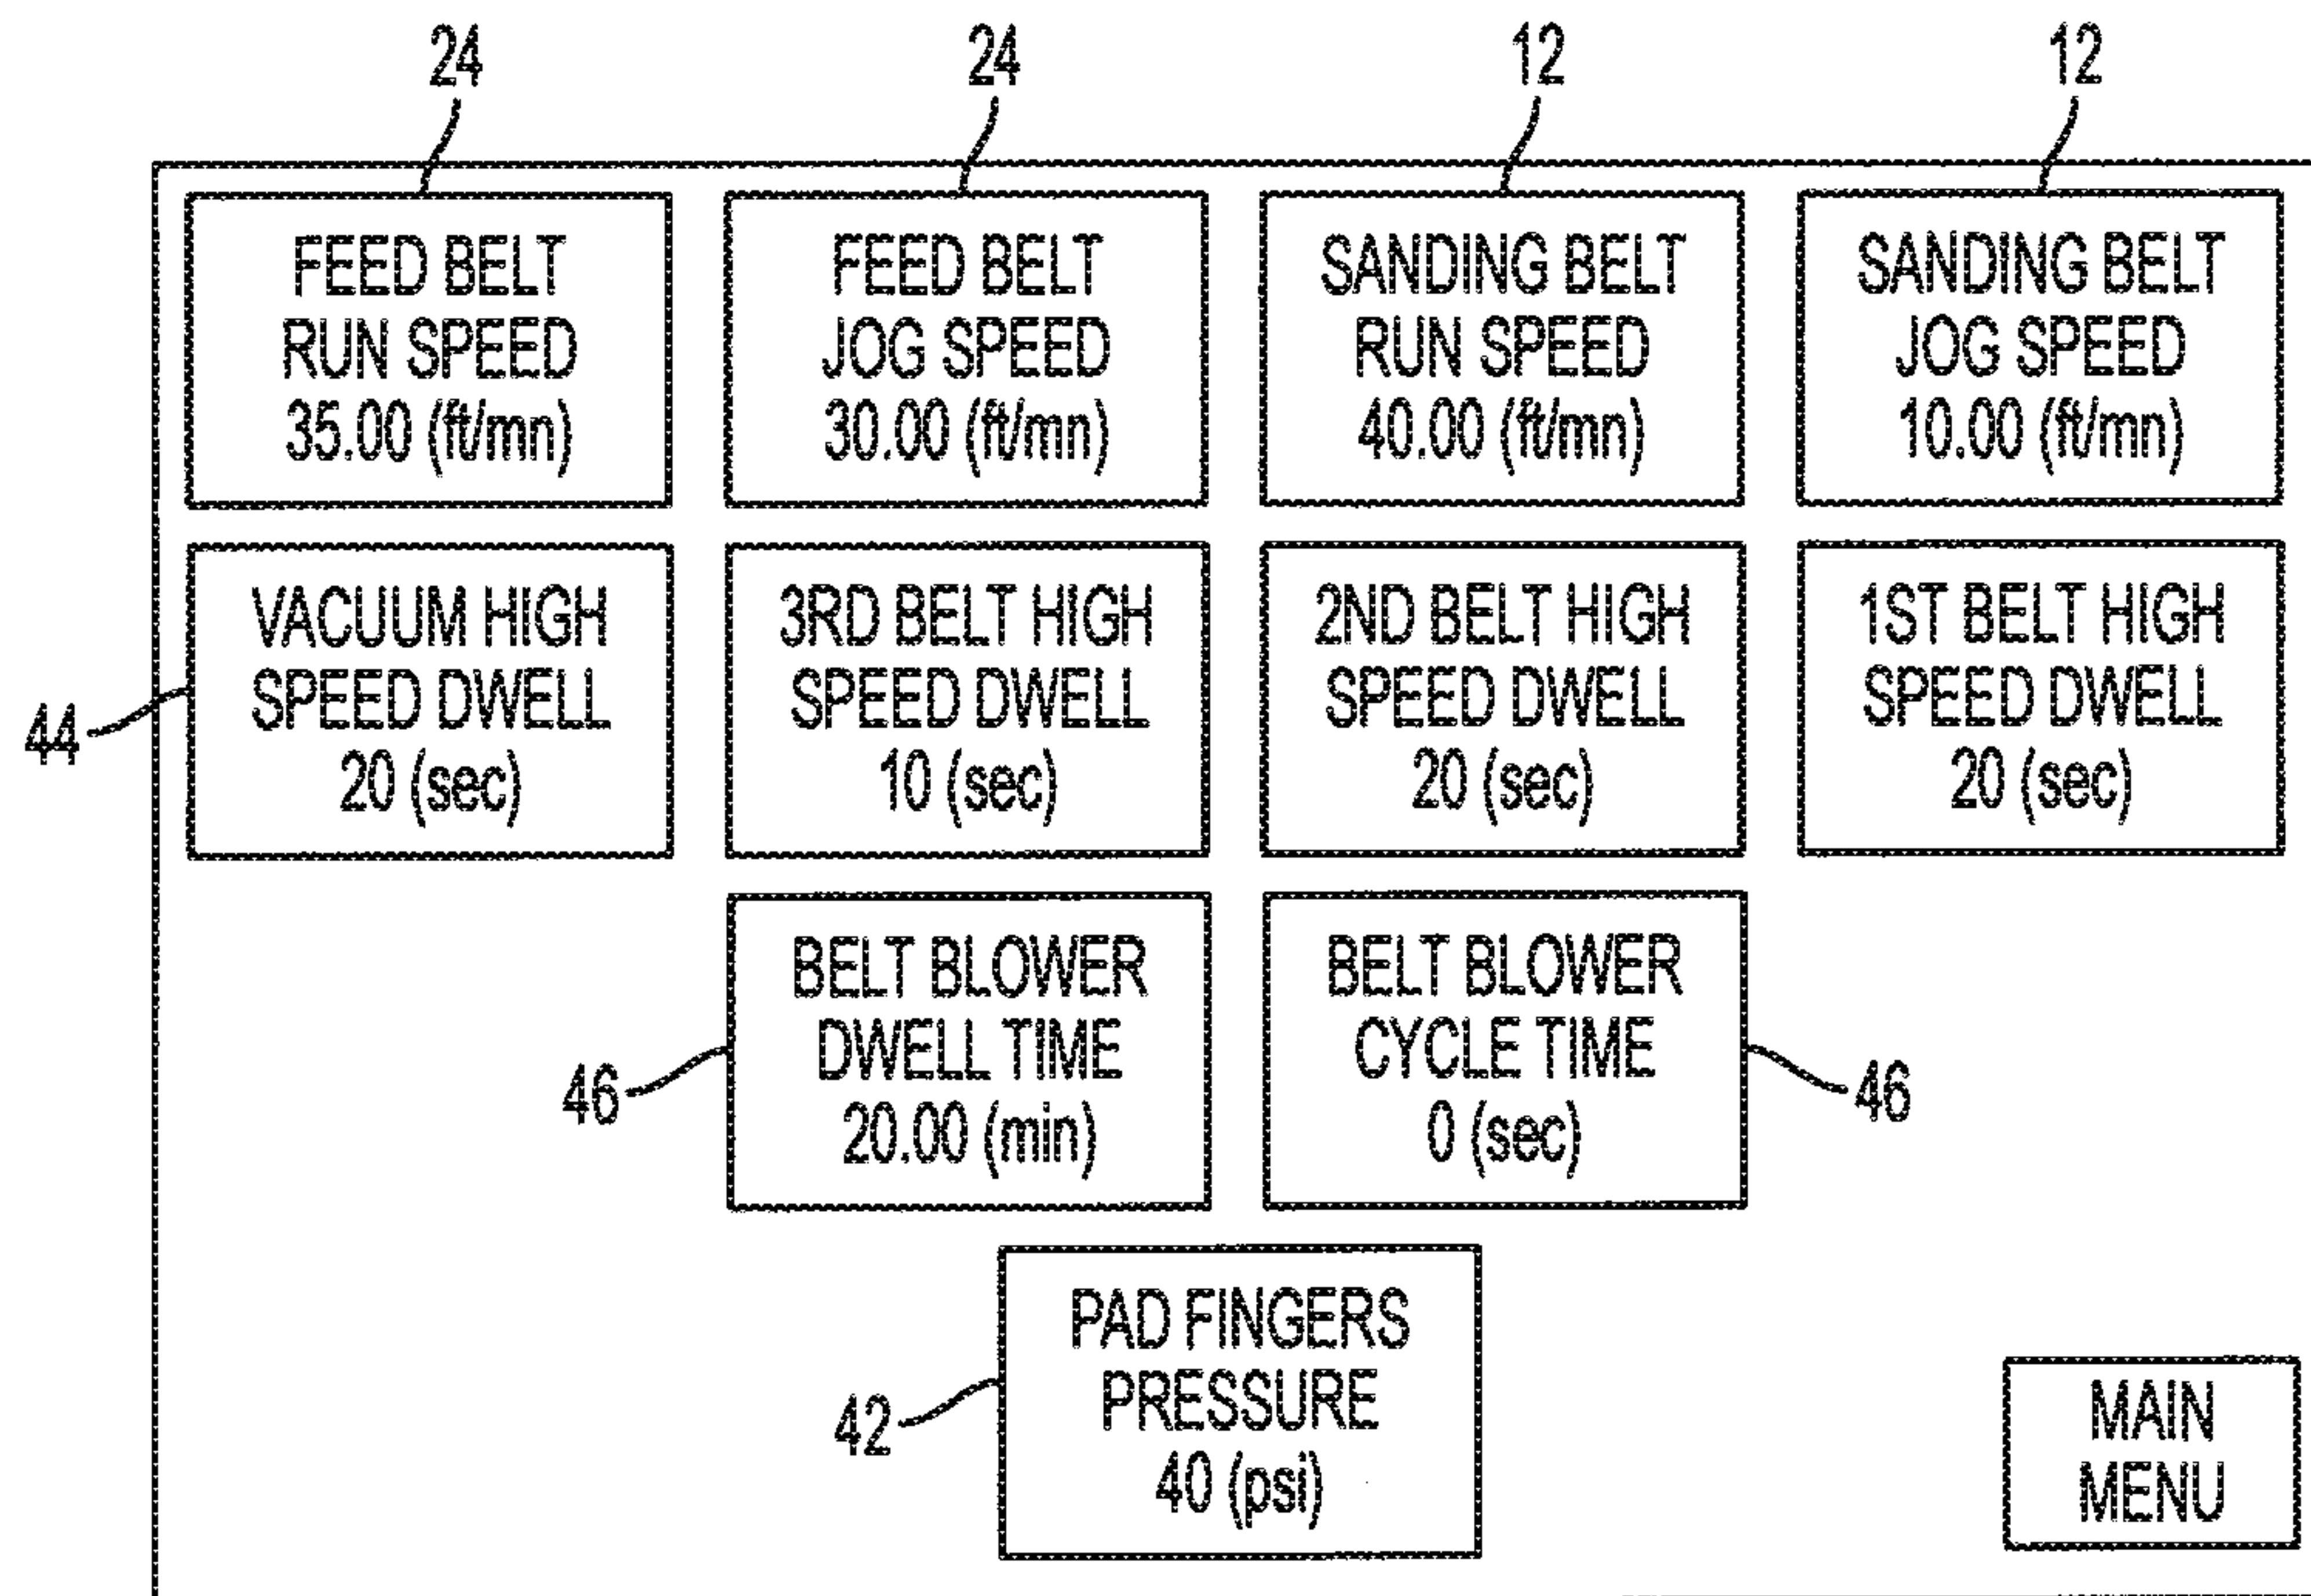 24
24
12
12
FEED BELT
RUN SPEED
35.00 (ft/mn)
FEED BELT
JOG SPEED
30.00 (ft/mn)
SANDING BELT
RUN SPEED
40.00 (ft/mn)
SANDING BELT
JOG SPEED
10.00 (ft/mn)
44
VACUUM HIGH
SPEED DWELL
20 (sec)
3RD BELT HIGH
SPEED DWELL
10 (sec)
2ND BELT HIGH
SPEED DWELL
20 (sec)
1ST BELT HIGH
SPEED DWELL
20 (sec)
46
BELT BLOWER
DWELL TIME
20.00 (min)
BELT BLOWER
CYCLE TIME
0 (sec)
46
42
PAD FINGERS
PRESSURE
40 (psi)
MAIN
MENU